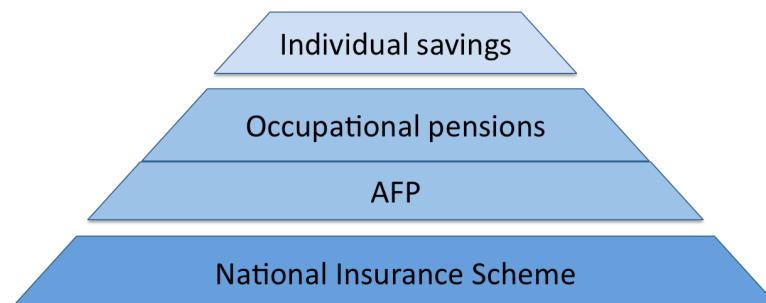 Individual savings
Occupational pensions
AFP
National Insurance Scheme